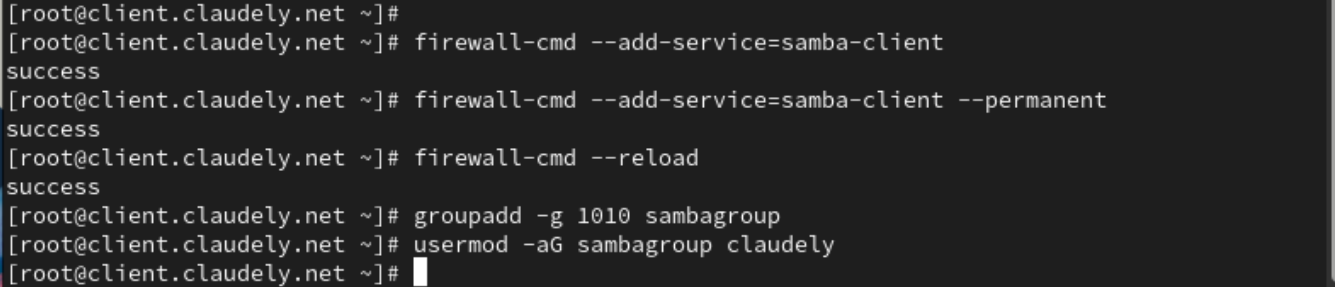 [root@client.claudely.net ~]#
[root@client.claudely.net ~]# firewall-cmd --add-service=samba-client
success
[root@client.claudely.net ~]# firewall-cmd --add-service=samba-client --permanent
success
[root@client.claudely.net ~]# firewall-cmd --reload
success
[root@client.claudely.net ~]# groupadd -g 1010 sambagroup
[root@client.claudely.net ~]# usermod -aG sambagroup claudely
[root@client.claudely.net ~]#